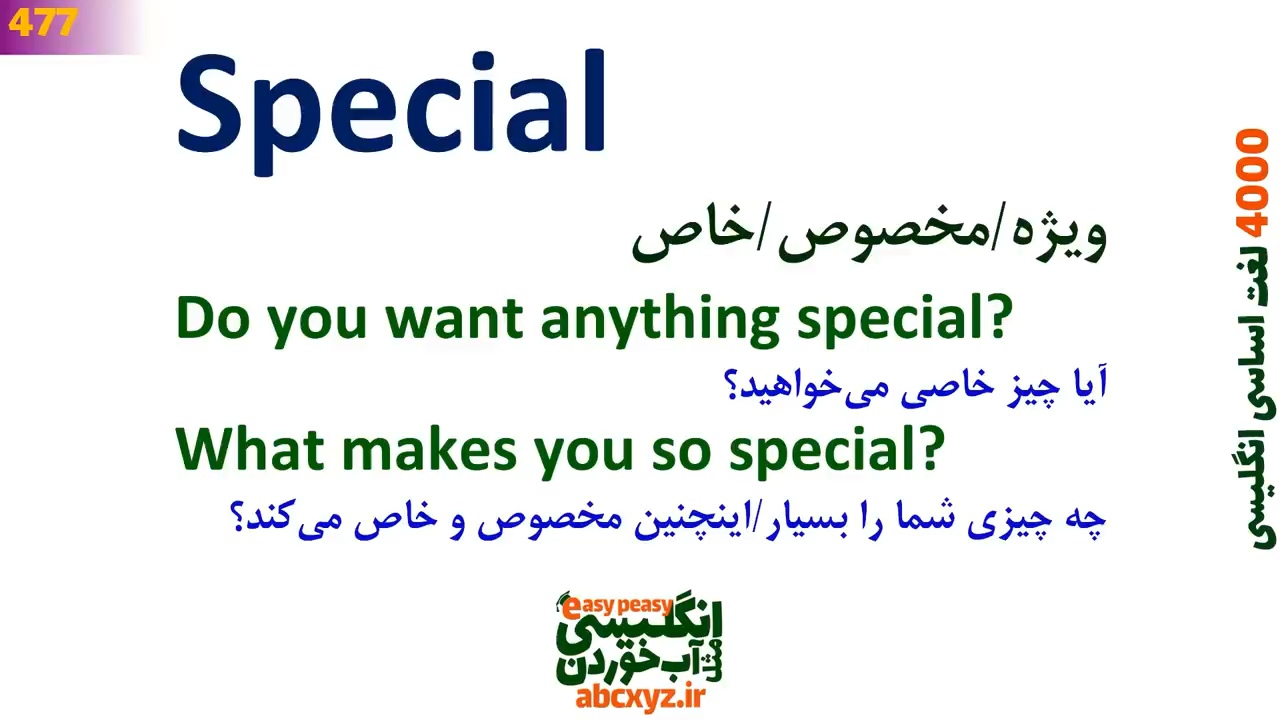 477
Special
ویژه/مخصوص/خاص
Do you want anything special?
آیا چیز خاصی می‌خواهید؟
What makes you so special?
چه چیزی شما را بسیار/اینچنین مخصوص و خاص می‌کند؟
4000 لغت اساسی انگلیسی
easy peasy
انگلیسی
مثل آب خوردن
abcxyz.ir